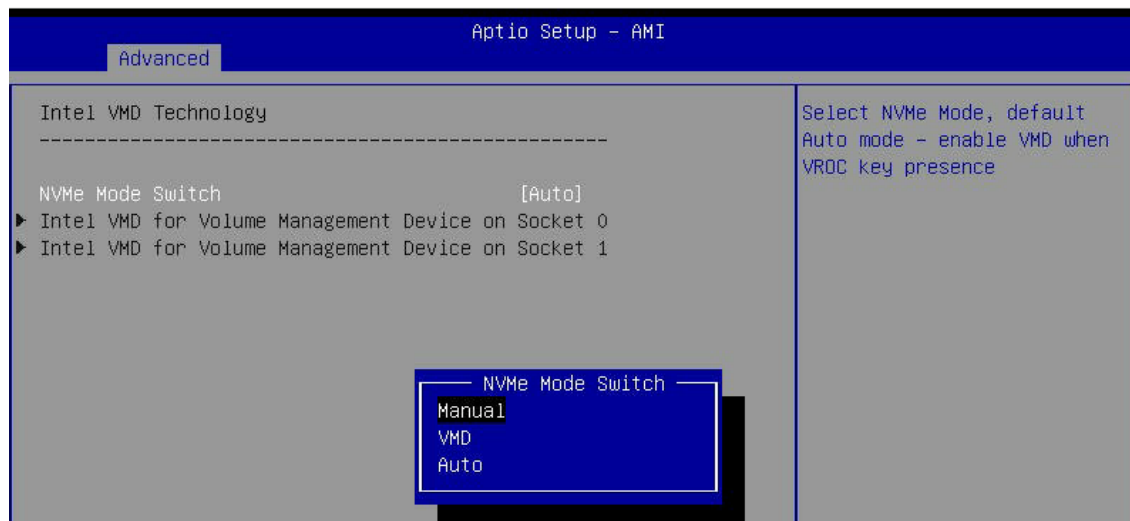 Aptio Setup – AMI
Advanced
Intel VMD Technology
NVMe Mode Switch [Auto]
Intel VMD for Volume Management Device on Socket 0
Intel VMD for Volume Management Device on Socket 1
Select NVMe Mode, default
Auto mode – enable VMD when
VROC key presence
NVMe Mode Switch
Manual
VMD
Auto